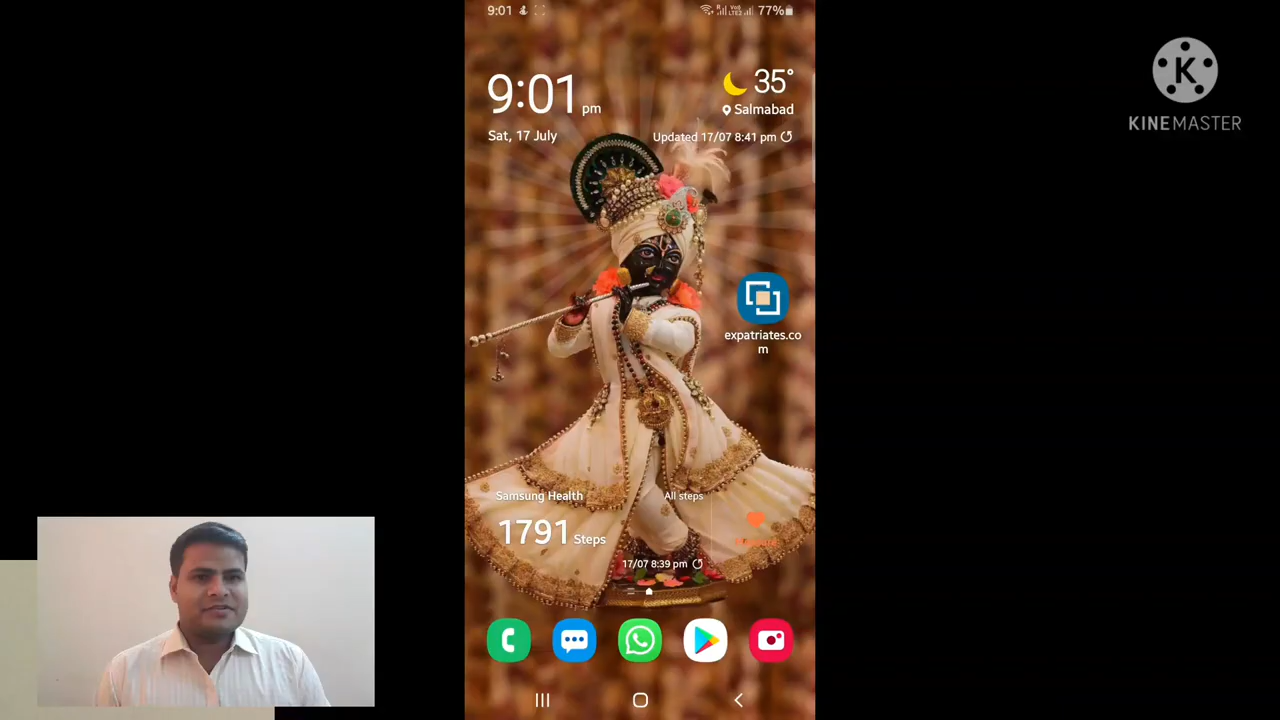 9:01
77%
K
KINEMASTER
9:01 pm
35°
Salmabad
Sat, 17 July
Updated 17/07 8:41 pm
expatriates.co
m
Samsung Health
All steps
1791 Steps
17/07 8:39 pm